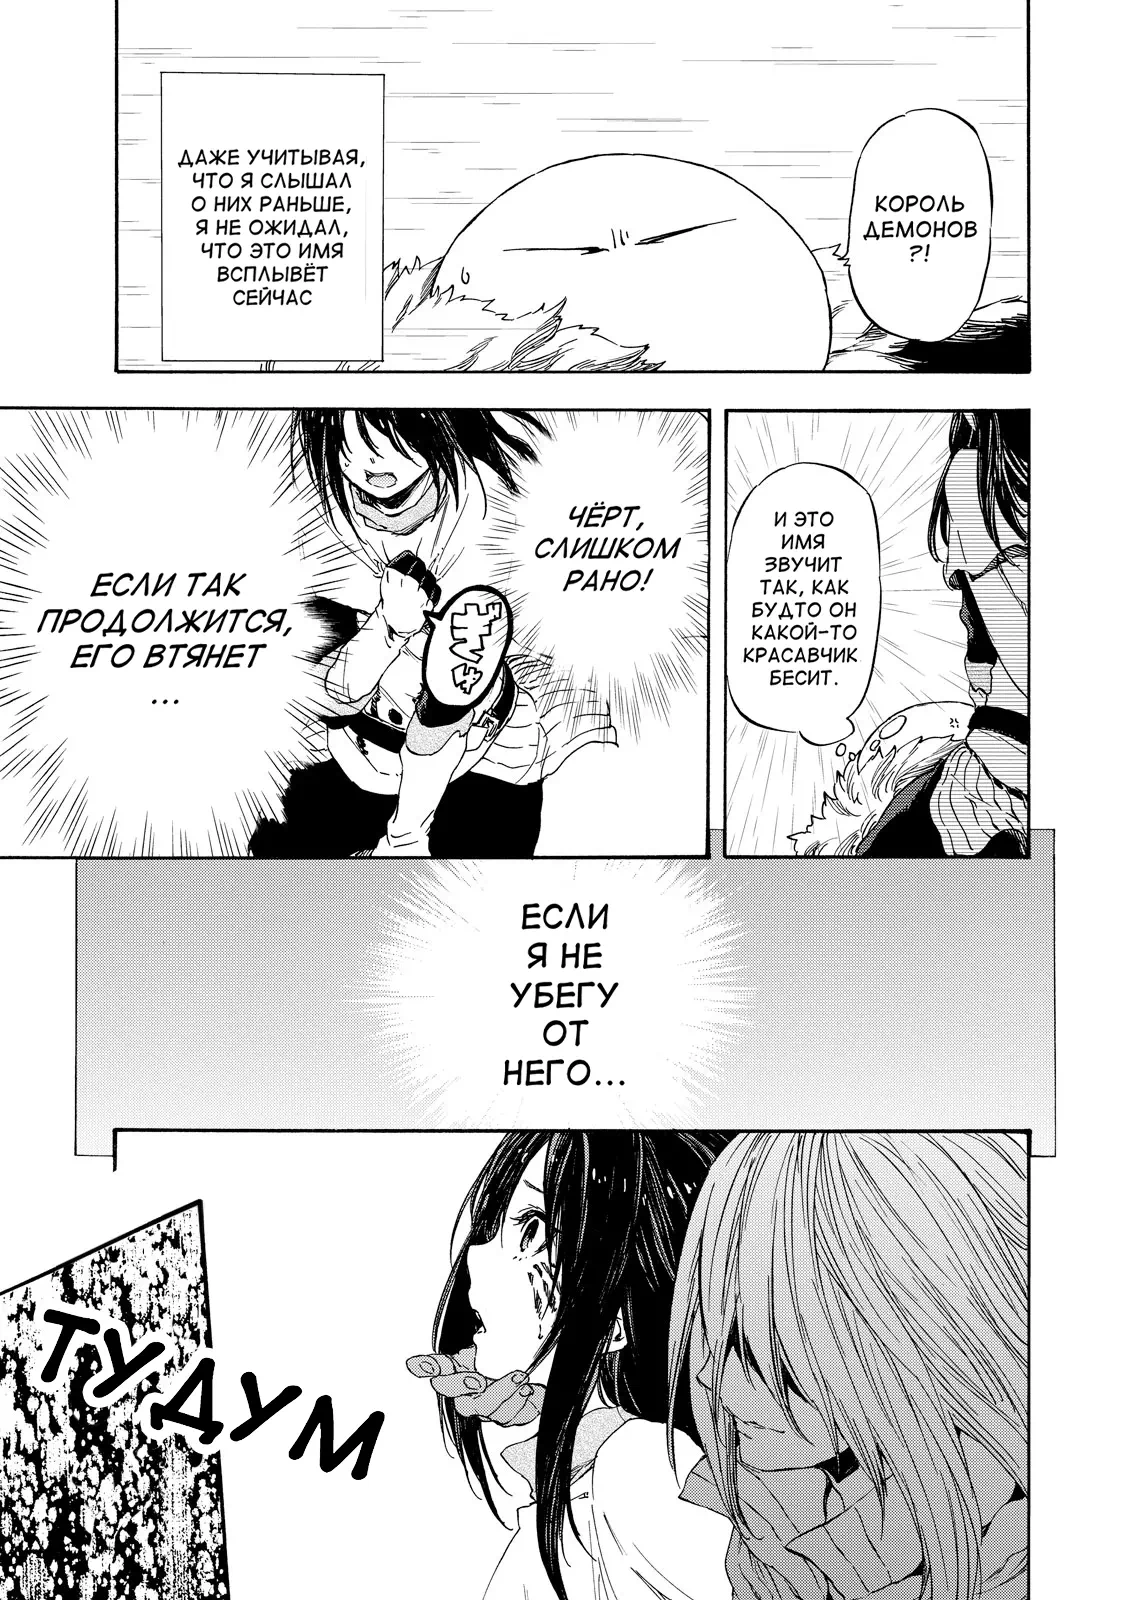 КОРОЛЬ
ДЕМОНОВ
?!
ДАЖЕ УЧИТЫВАЯ,
ЧТО Я СЛЫШАЛ
О НИХ РАНЬШЕ,
Я НЕ ОЖИДАЛ,
ЧТО ЭТО ИМЯ
ВСПЛЫВЁТ
СЕЙЧАС
И ЭТО
ИМЯ
ЗВУЧИТ
ТАК, КАК
БУДТО ОН
КАКОЙ-ТО
КРАСАВЧИК
БЕСИТ.
ЧЁРТ,
СЛИШКОМ
РАНО!
ぎゅ
ЕСЛИ ТАК
ПРОДОЛЖИТСЯ,
ЕГО ВТЯНЕТ
...
ЕСЛИ
Я НЕ
УБЕГУ
ОТ
НЕГО...
ТУДУМ